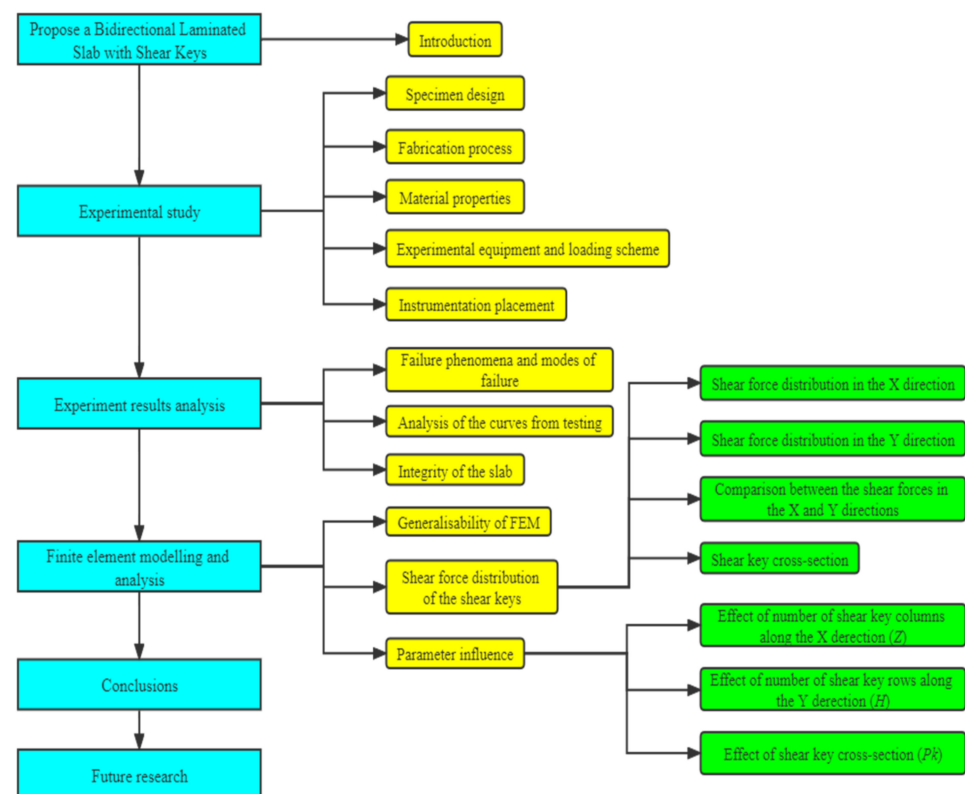 Propose a Bidirectional Laminated
Slab with Shear Keys
Introduction
Specimen design
Fabrication process
Experimental study
Material properties
Experimental equipment and loading scheme
Instrumentation placement
Failure phenomena and modes of
failure
Experiment results analysis
Analysis of the curves from testing
Integrity of the slab
Finite element modelling and
analysis
Generalisability of FEM
Shear force distribution
of the shear keys
Shear force distribution in the X direction
Shear force distribution in the Y direction
Comparison between the shear forces in
the X and Y directions
Shear key cross-section
Parameter influence
Effect of number of shear key columns
along the X derection (Z)
Effect of number of shear key rows along
the Y derection (H)
Effect of shear key cross-section (Pk)
Conclusions
Future research